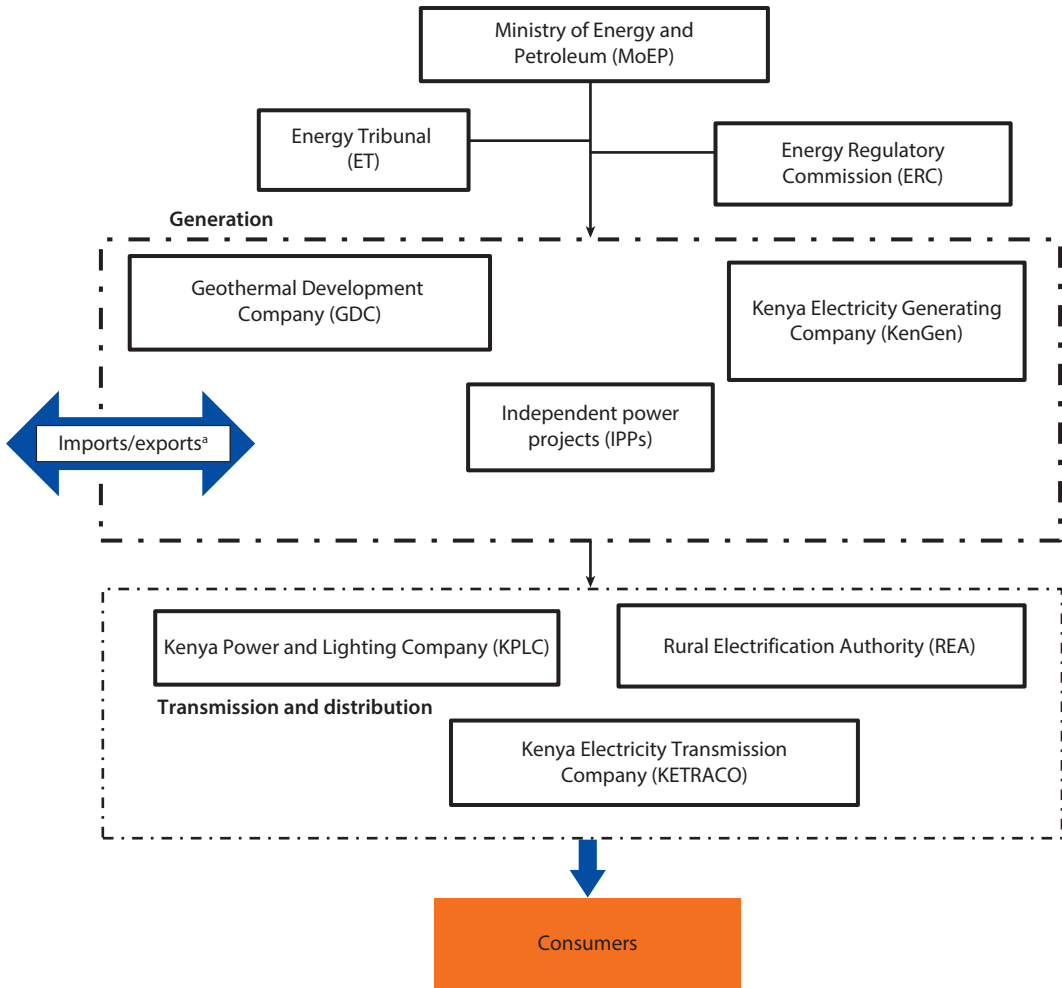 Ministry of Energy and
Petroleum (MoEP)
Energy Tribunal
(ET)
Energy Regulatory
Commission (ERC)
Generation
Geothermal Development
Company (GDC)
Kenya Electricity Generating
Company (KenGen)
Independent power
projects (IPPs)
Imports/exportsᵃ
Kenya Power and Lighting Company (KPLC)
Rural Electrification Authority (REA)
Transmission and distribution
Kenya Electricity Transmission
Company (KETRACO)
Consumers